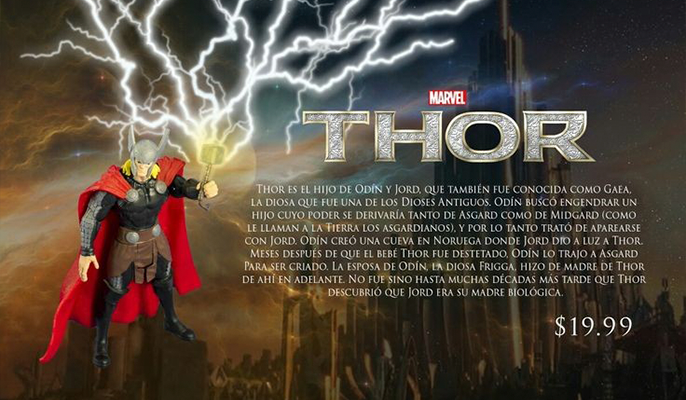 MARVEL
THOR
Thor es el hijo de Odín y Jord, que también fue conocida como Gaea,
la diosa que fue una de los Dioses Antiguos. Odín buscó engendrar un
hijo cuyo poder se derivaría tanto de Asgard como de Midgard (como
le llaman a la Tierra los asgardianos), y por lo tanto trató de aparearse
con Jord. Odín creó una cueva en Noruega donde Jord dio a luz a Thor.
Meses después de que el bebé Thor fue destetado, Odín lo trajo a Asgard
Para ser criado. La esposa de Odín, la diosa Frigga, hizo de madre de Thor
de ahí en adelante. No fue sino hasta muchas décadas más tarde que Thor
descubrió que Jord era su madre biológica.
$19.99